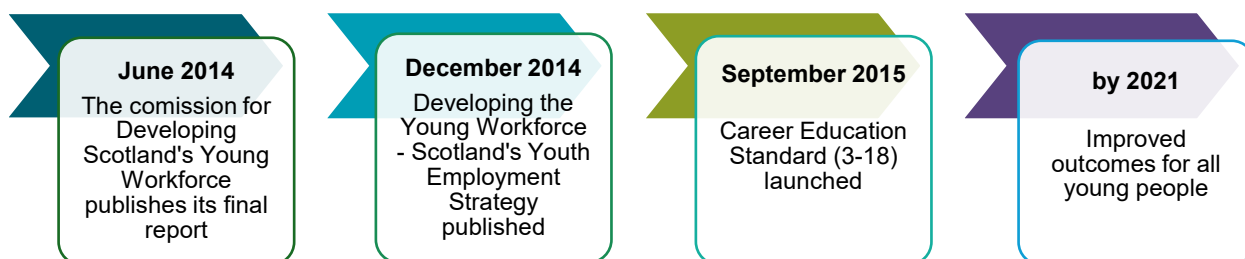 June 2014
The comission for
Developing
Scotland's Young
Workforce
publishes its final
report
December 2014
Developing the
Young Workforce
- Scotland's Youth
Employment
Strategy
published
September 2015
Career Education
Standard (3-18)
launched
by 2021
Improved
outcomes for all
young people